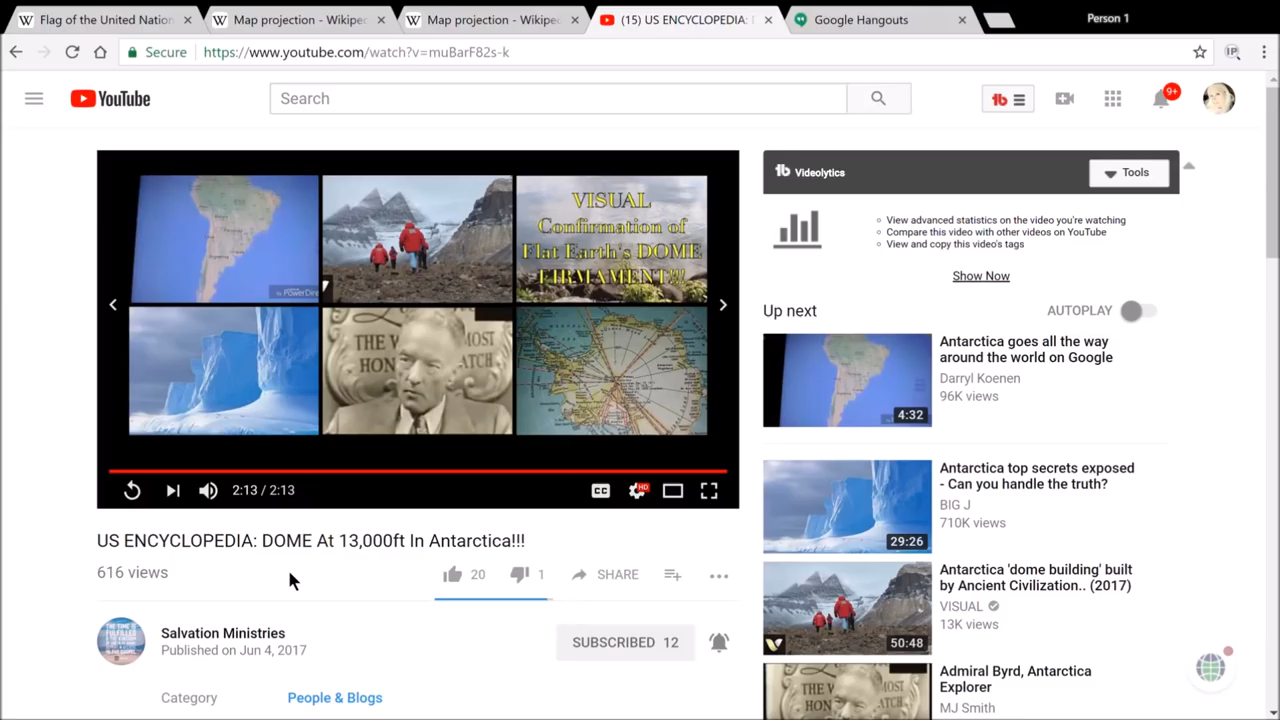 Flag of the United Nation
Map projection - Wikipe
Map projection - Wikipe
(15) US ENCYCLOPEDIA:
Google Hangouts
Person 1
Secure
https://www.youtube.com/watch?v=muBarF82s-k
IP
YouTube
Search
9+
VISUAL
Confirmation of
Flat Earth's DOME
FIRMAMENT!!!
2:13 / 2:13
CC
HD
US ENCYCLOPEDIA: DOME At 13,000ft In Antarctica!!!
616 views
20
1
SHARE
Salvation Ministries
Published on Jun 4, 2017
SUBSCRIBED 12
Category
People & Blogs
Videolytics
Tools
View advanced statistics on the video you're watching
Compare this video with other videos on YouTube
View and copy this video's tags
Show Now
Up next
AUTOPLAY
Antarctica goes all the way
around the world on Google
Darryl Koenen
96K views
4:32
Antarctica top secrets exposed
- Can you handle the truth?
BIG J
710K views
29:26
Antarctica 'dome building' built
by Ancient Civilization.. (2017)
VISUAL
13K views
50:48
Admiral Byrd, Antarctica
Explorer
MJ Smith